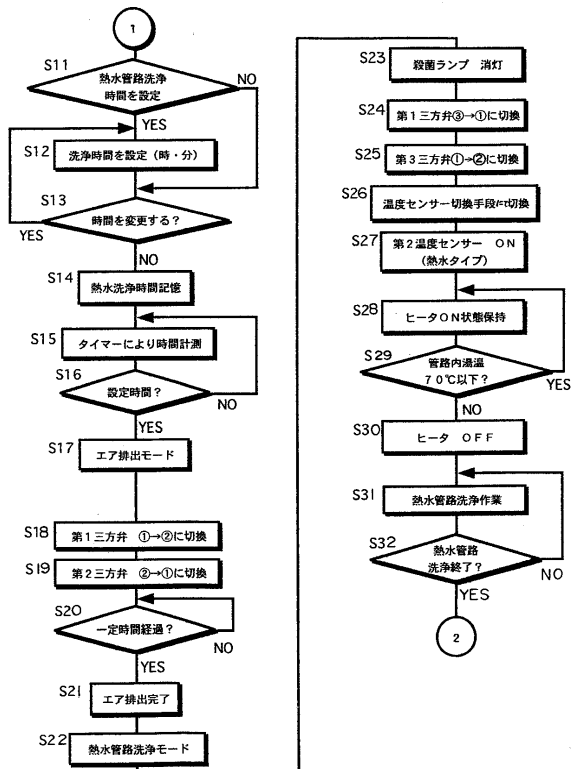 1
S11
熱水管路洗浄
時間を設定
NO
YES
S12
洗浄時間を設定（時・分）
S13
時間を変更する？
YES
NO
S14
熱水洗浄時間記憶
S15
タイマーにより時間計測
S16
設定時間？
NO
YES
S17
エア排出モード
S18
第1三方弁 ①→②に切換
S19
第2三方弁 ②→①に切換
S20
一定時間経過？
NO
YES
S21
エア排出完了
S22
熱水管路洗浄モード
S23
殺菌ランプ 消灯
S24
第1三方弁③→①に切換
S25
第3三方弁①→②に切換
S26
温度センサー切換手段にて切換
S27
第2温度センサー ON
（熱水タイプ）
S28
ヒータON状態保持
S29
管路内湯温
70℃以下？
YES
NO
S30
ヒータ OFF
S31
熱水管路洗浄作業
S32
熱水管路
洗浄終了？
NO
YES
2